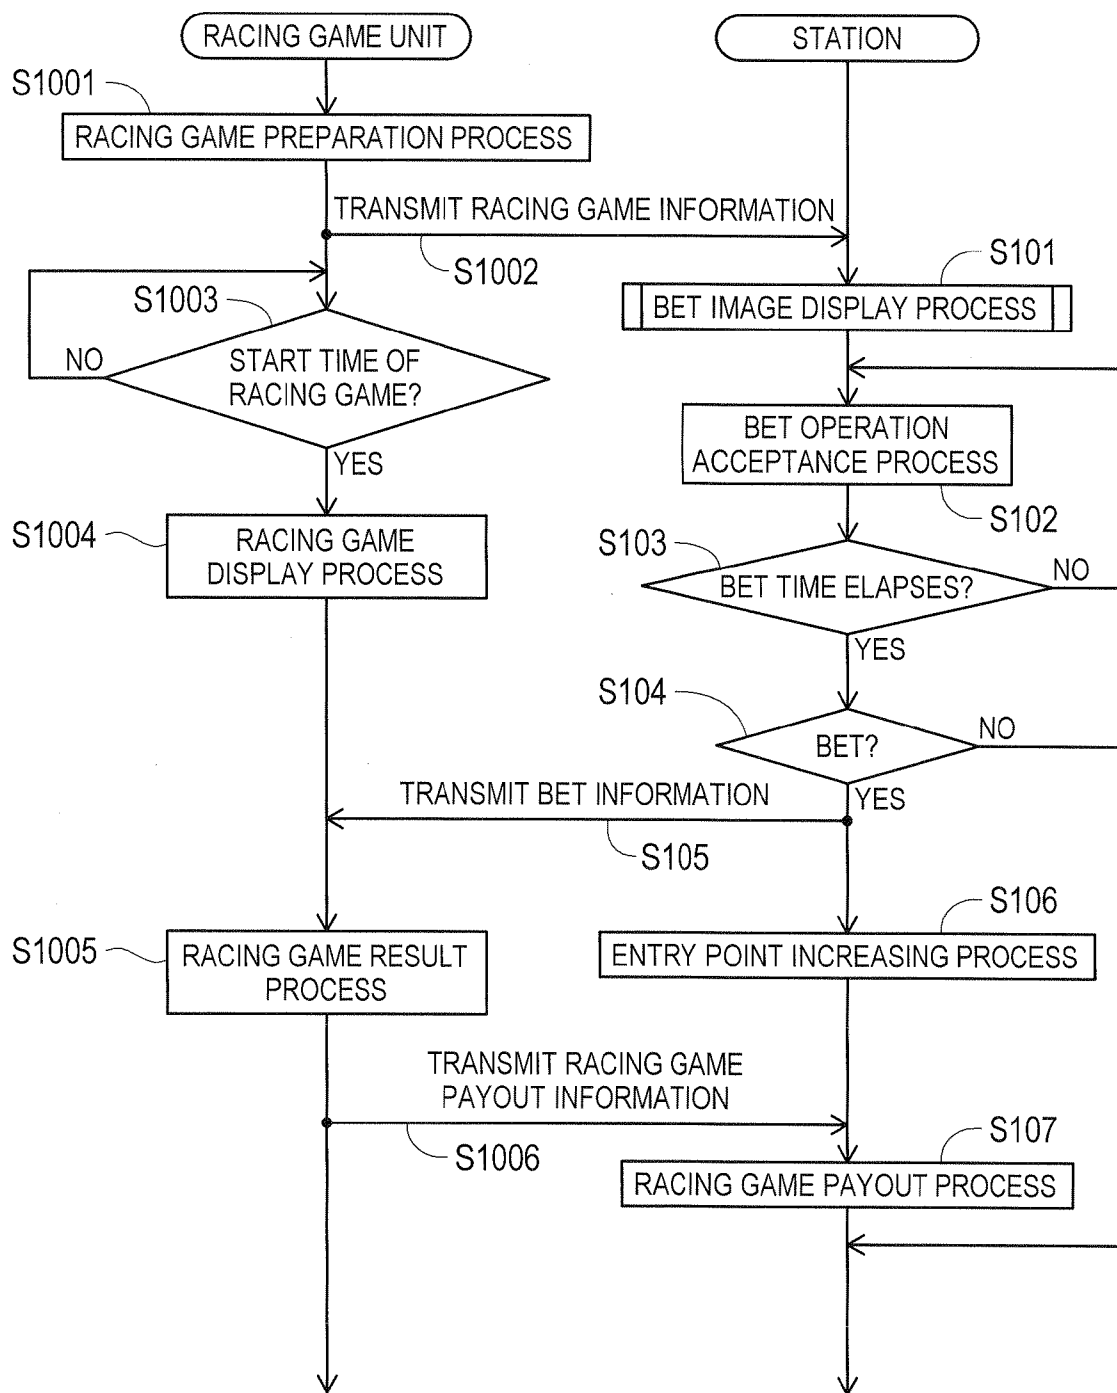 RACING GAME UNIT
STATION
S1001
RACING GAME PREPARATION PROCESS
TRANSMIT RACING GAME INFORMATION
S1002
S101
BET IMAGE DISPLAY PROCESS
S1003
START TIME OF
RACING GAME?
NO
YES
BET OPERATION
ACCEPTANCE PROCESS
S102
S1004
RACING GAME
DISPLAY PROCESS
S103
BET TIME ELAPSES?
NO
YES
S104
BET?
NO
YES
TRANSMIT BET INFORMATION
S105
S106
ENTRY POINT INCREASING PROCESS
S1005
RACING GAME RESULT
PROCESS
TRANSMIT RACING GAME
PAYOUT INFORMATION
S1006
S107
RACING GAME PAYOUT PROCESS